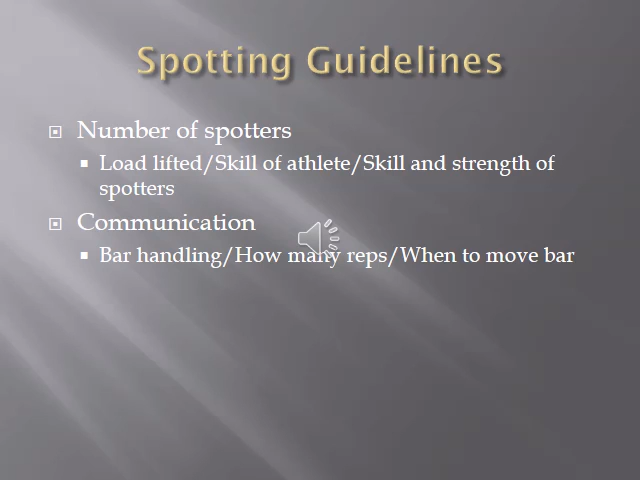 Spotting Guidelines
Number of spotters
Load lifted/Skill of athlete/Skill and strength of
spotters
Communication
Bar handling/How many reps/When to move bar